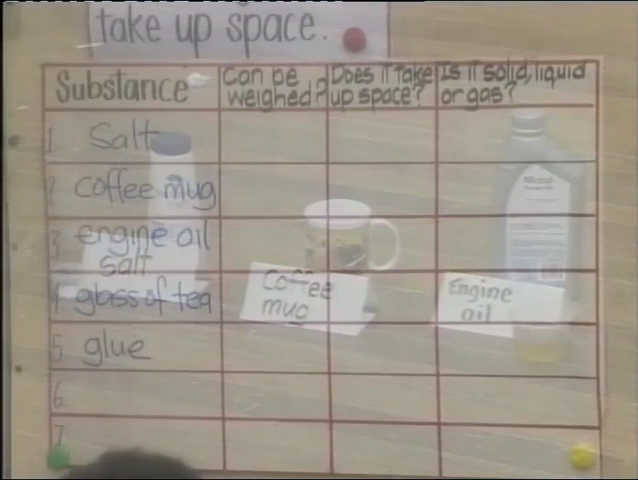 take up space.
Substance
Can be
weighed?
Does it take
up space?
Is it solid, liquid
or gas?
1 Salt
2 coffee mug
3 engine oil
salt
4 glass of tea
Coffee
mug
Engine
oil
5 glue
6.
7